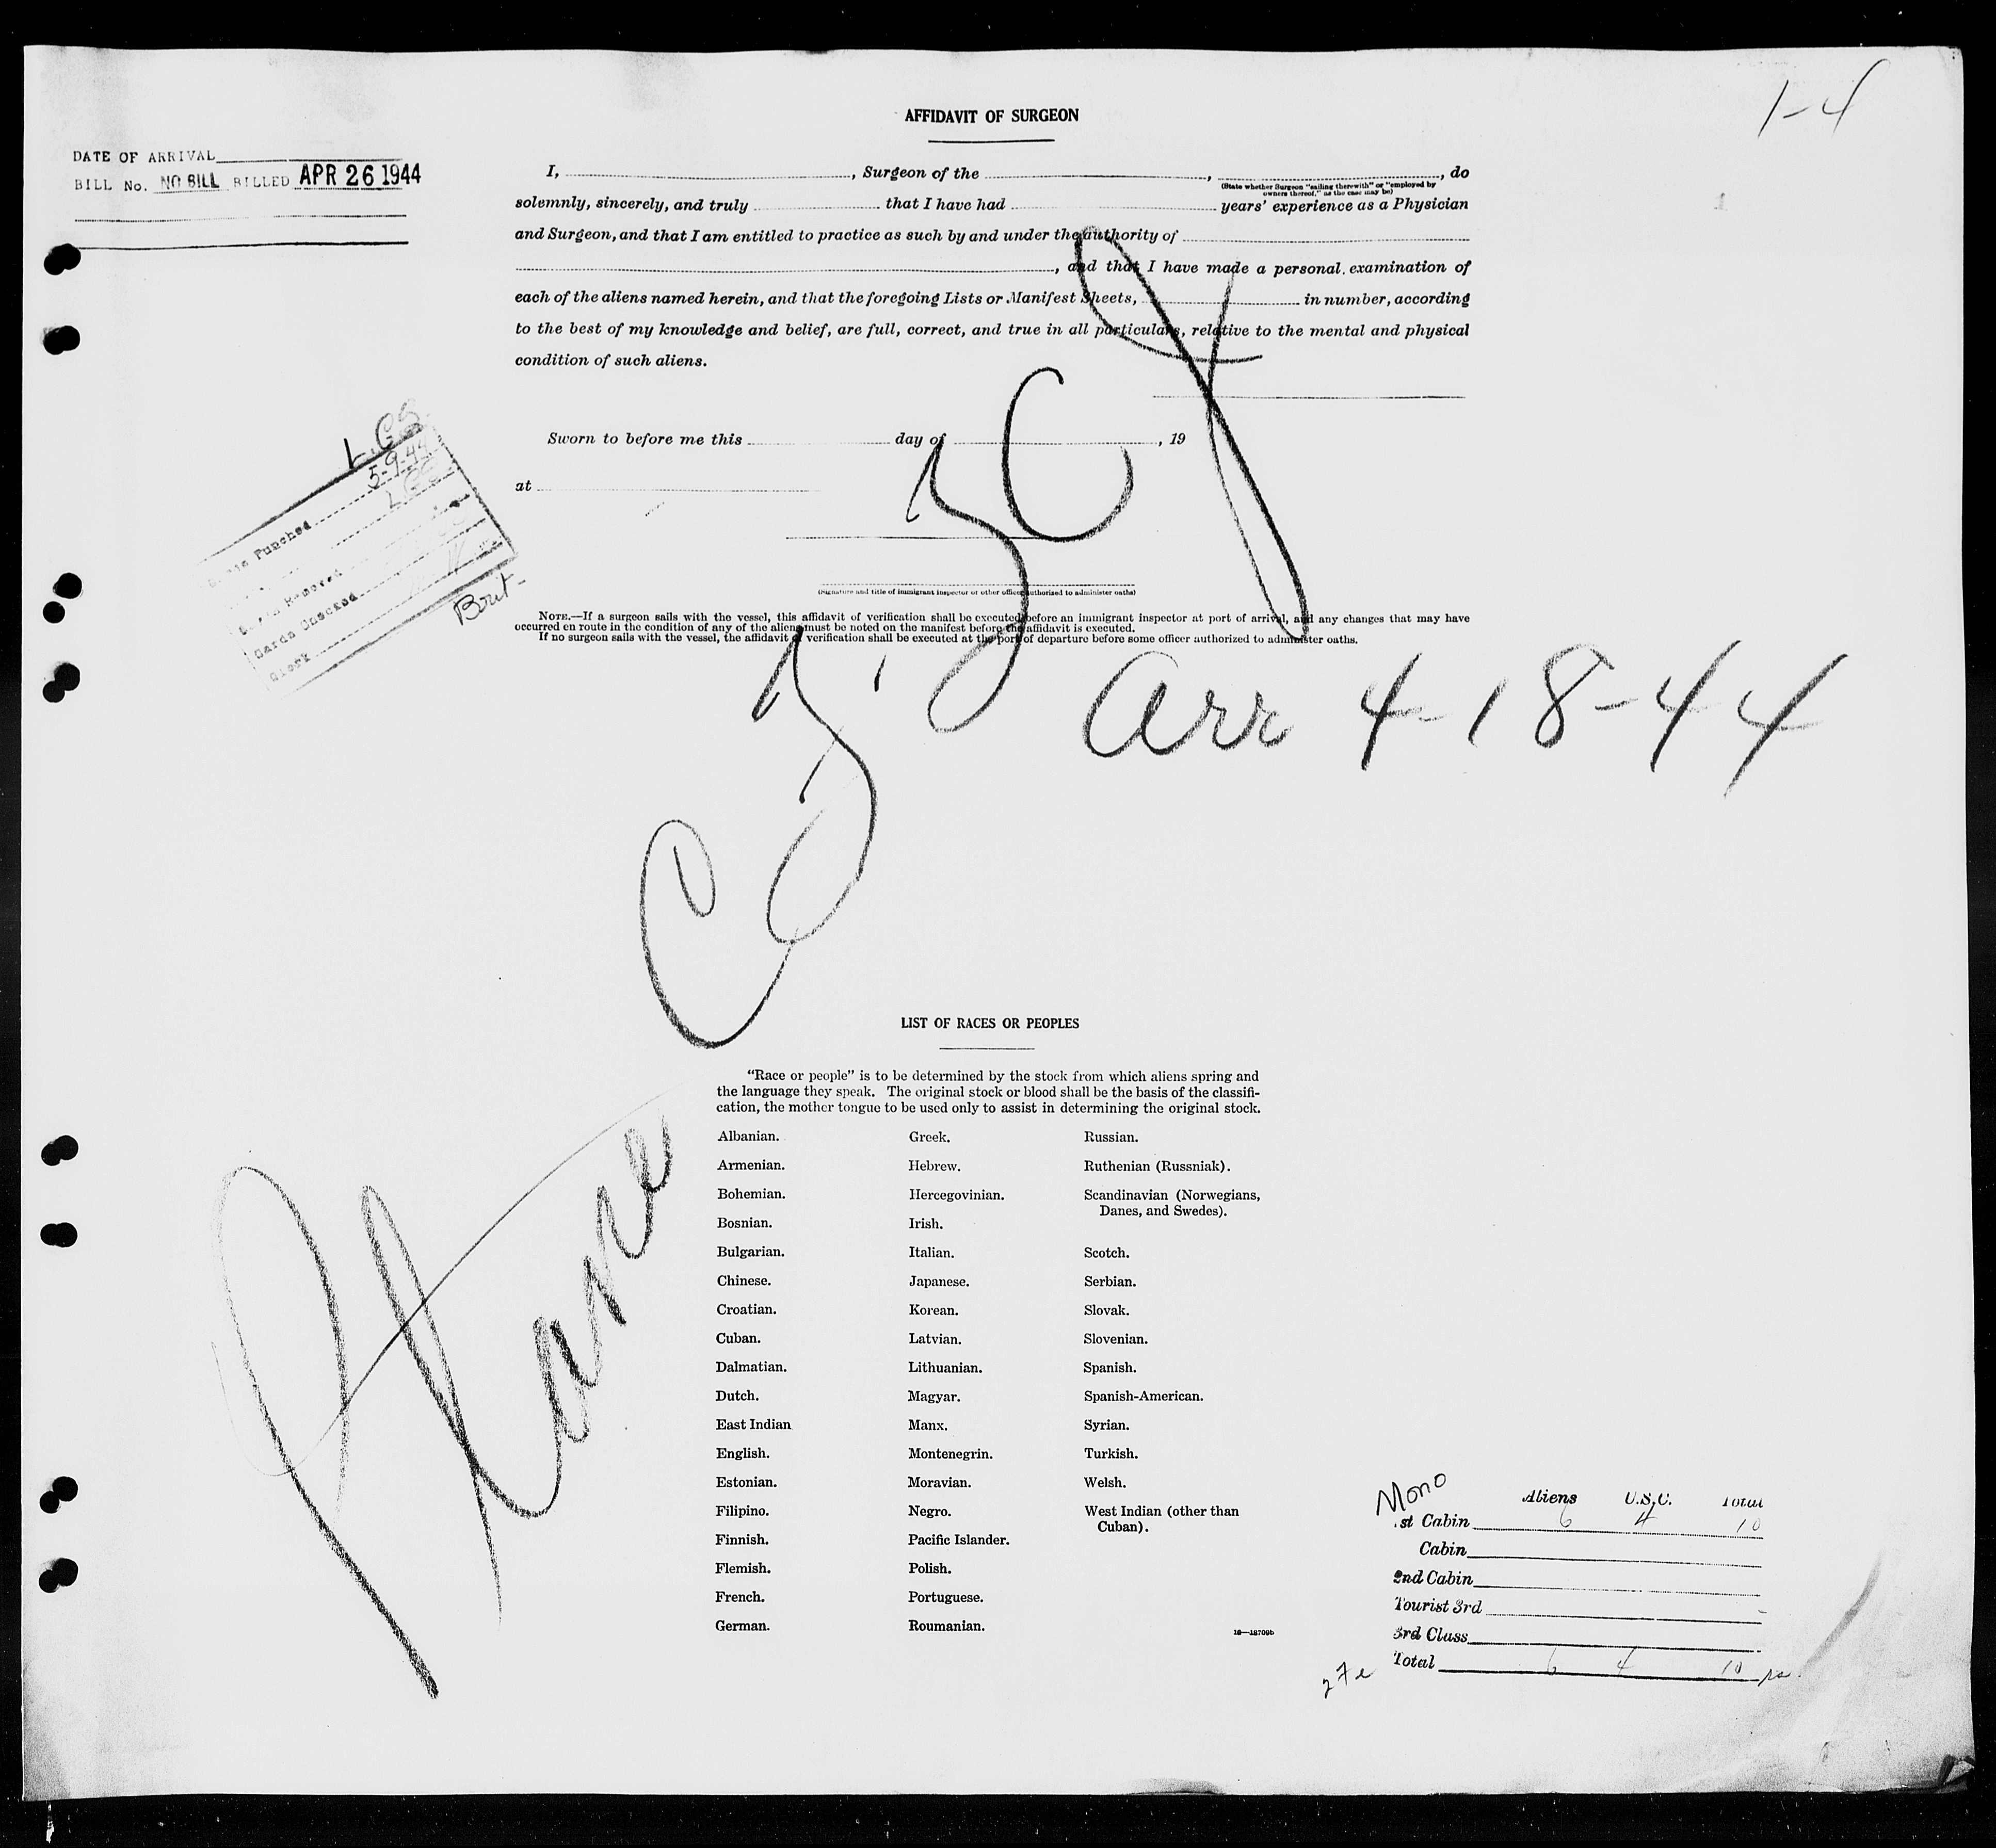 1-4
AFFIDAVIT OF SURGEON
DATE OF ARRIVAL
BILL No. NO BILL BILLED APR 26 1944
I, , Surgeon of the , , do
(State whether Surgeon "sailing therewith" or "employed by
owners thereof," as the case may be)
solemnly, sincerely, and truly that I have had years' experience as a Physician
and Surgeon, and that I am entitled to practice as such by and under the authority of
, and that I have made a personal examination of
each of the aliens named herein, and that the foregoing Lists or Manifest Sheets, in number, according
to the best of my knowledge and belief, are full, correct, and true in all particulars, relative to the mental and physical
condition of such aliens.
Sworn to before me this day of , 19
at
(Signature and title of immigrant inspector or other officer authorized to administer oaths)
NOTE.—If a surgeon sails with the vessel, this affidavit of verification shall be executed before an immigrant inspector at port of arrival, and any changes that may have
occurred en route in the condition of any of the aliens must be noted on the manifest before the affidavit is executed.
If no surgeon sails with the vessel, the affidavit of verification shall be executed at the port of departure before some officer authorized to administer oaths.
L.G.S.
Punched 5-9-44
Removed
Cards Checked
Clerk
Brit-
Arr 4-18-44
Plane
LIST OF RACES OR PEOPLES
"Race or people" is to be determined by the stock from which aliens spring and
the language they speak. The original stock or blood shall be the basis of the classifi-
cation, the mother tongue to be used only to assist in determining the original stock.
Albanian. Greek. Russian.
Armenian. Hebrew. Ruthenian (Russniak).
Bohemian. Hercegovinian. Scandinavian (Norwegians,
Danes, and Swedes).
Bosnian. Irish.
Bulgarian. Italian. Scotch.
Chinese. Japanese. Serbian.
Croatian. Korean. Slovak.
Cuban. Latvian. Slovenian.
Dalmatian. Lithuanian. Spanish.
Dutch. Magyar. Spanish-American.
East Indian Manx. Syrian.
English. Montenegrin. Turkish.
Estonian. Moravian. Welsh.
Filipino. Negro. West Indian (other than
Cuban).
Finnish. Pacific Islander.
Flemish. Polish.
French. Portuguese.
German. Roumanian.
16—18709b
Mono
Aliens U.S.C. Total
1st Cabin 6 4 10
Cabin
2nd Cabin
Tourist 3rd
3rd Class
Total 6 4 10